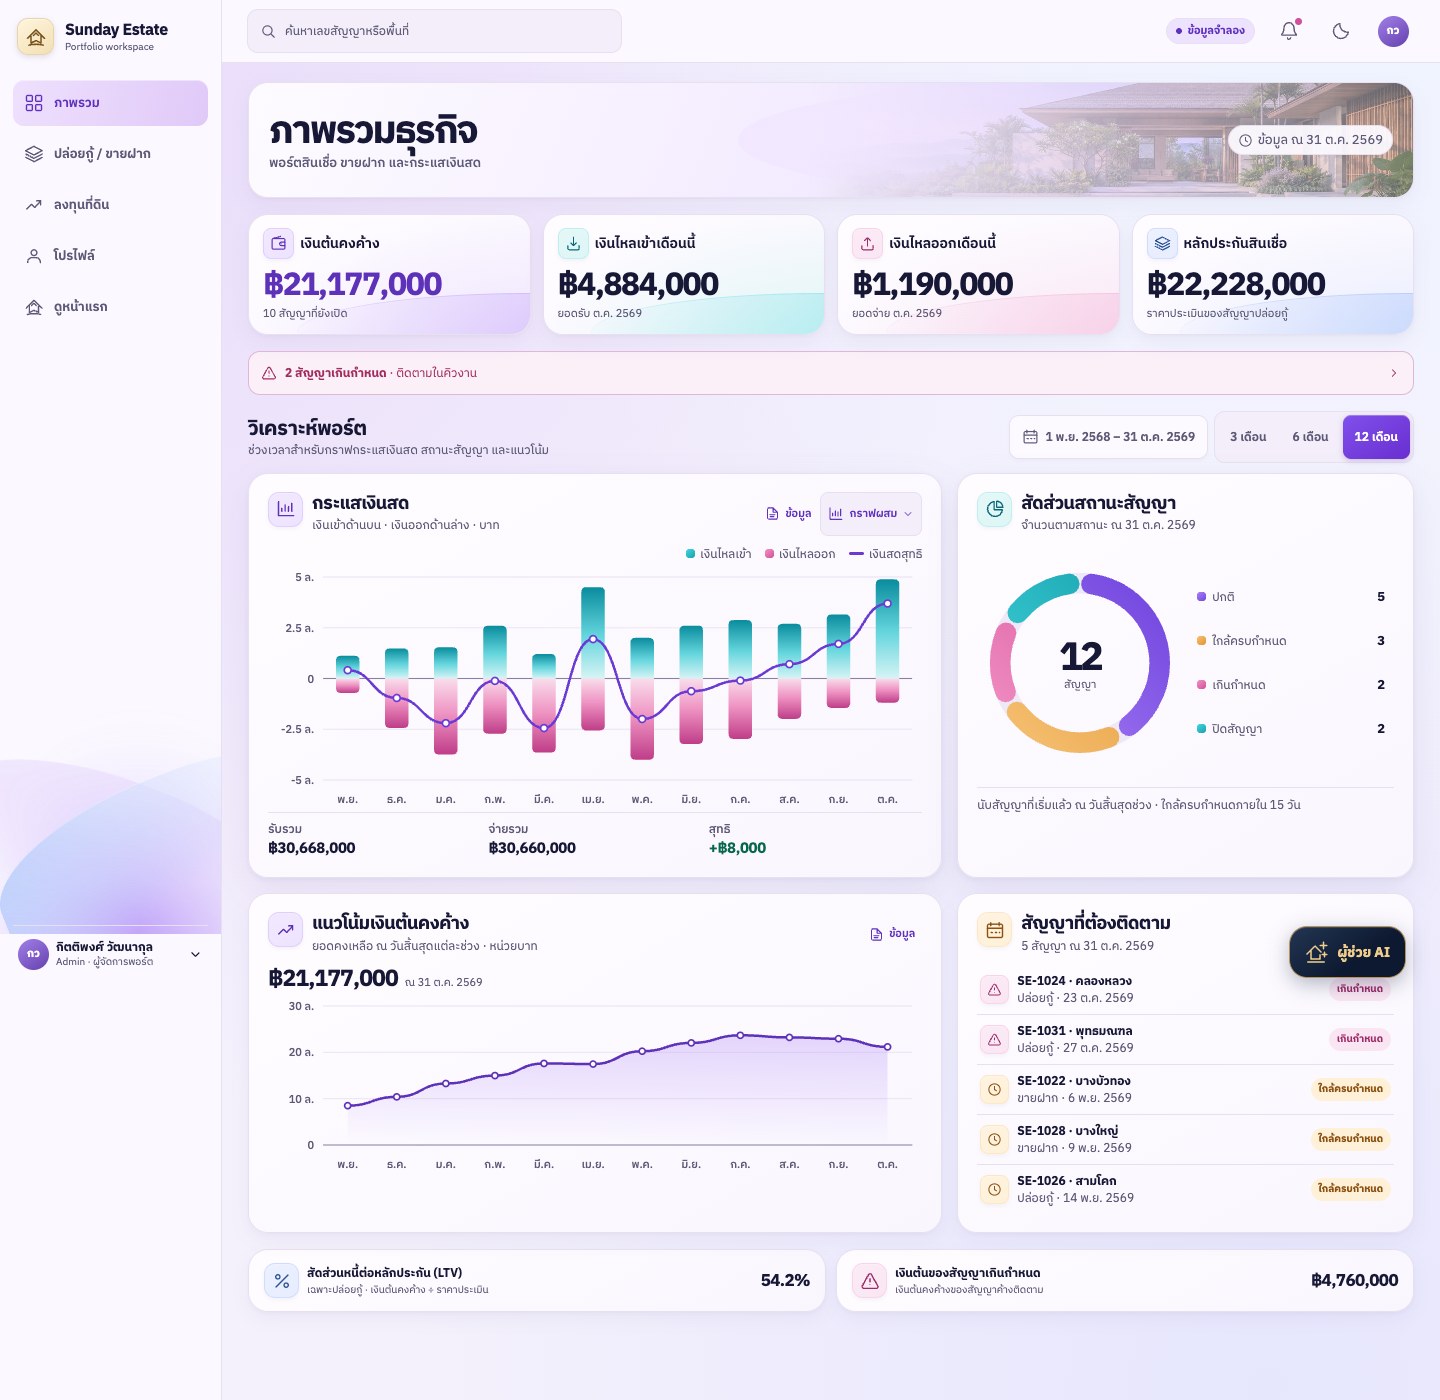 Sunday Estate
Portfolio workspace
ภาพรวม
ปล่อยกู้ / ขายฝาก
ลงทุนที่ดิน
โปรไฟล์
ดูหน้าแรก
กว กิตติพงศ์ วัฒนากุล
Admin · ผู้จัดการพอร์ต
ค้นหาเลขสัญญาหรือพื้นที่
ข้อมูลจำลอง
กว
ภาพรวมธุรกิจ
พอร์ตสินเชื่อ ขายฝาก และกระแสเงินสด
ข้อมูล ณ 31 ต.ค. 2569
เงินต้นคงค้าง
฿21,177,000
10 สัญญาที่ยังเปิด
เงินไหลเข้าเดือนนี้
฿4,884,000
ยอดรับ ต.ค. 2569
เงินไหลออกเดือนนี้
฿1,190,000
ยอดจ่าย ต.ค. 2569
หลักประกันสินเชื่อ
฿22,228,000
ราคาประเมินของสัญญาปล่อยกู้
2 สัญญาเกินกำหนด · ติดตามในคิวงาน
วิเคราะห์พอร์ต
ช่วงเวลาสำหรับกราฟกระแสเงินสด สถานะสัญญา และแนวโน้ม
1 พ.ย. 2568 – 31 ต.ค. 2569
3 เดือน 6 เดือน 12 เดือน
กระแสเงินสด
เงินเข้าด้านบน · เงินออกด้านล่าง · บาท
ข้อมูล
กราฟผสม
เงินไหลเข้า เงินไหลออก เงินสดสุทธิ
5 ล.
2.5 ล.
0
-2.5 ล.
-5 ล.
พ.ย. ธ.ค. ม.ค. ก.พ. มี.ค. เม.ย. พ.ค. มิ.ย. ก.ค. ส.ค. ก.ย. ต.ค.
รับรวม
฿30,668,000
จ่ายรวม
฿30,660,000
สุทธิ
+฿8,000
สัดส่วนสถานะสัญญา
จำนวนตามสถานะ ณ 31 ต.ค. 2569
12
สัญญา
ปกติ 5
ใกล้ครบกำหนด 3
เกินกำหนด 2
ปิดสัญญา 2
นับสัญญาที่เริ่มแล้ว ณ วันสิ้นสุดช่วง · ใกล้ครบกำหนดภายใน 15 วัน
แนวโน้มเงินต้นคงค้าง
ยอดคงเหลือ ณ วันสิ้นสุดแต่ละช่วง · หน่วยบาท
ข้อมูล
฿21,177,000 ณ 31 ต.ค. 2569
30 ล.
20 ล.
10 ล.
0
พ.ย. ธ.ค. ม.ค. ก.พ. มี.ค. เม.ย. พ.ค. มิ.ย. ก.ค. ส.ค. ก.ย. ต.ค.
สัญญาที่ต้องติดตาม
5 สัญญา ณ 31 ต.ค. 2569
ผู้ช่วย AI
SE-1024 · คลองหลวง
ปล่อยกู้ · 23 ต.ค. 2569
เกินกำหนด
SE-1031 · พุทธมณฑล
ปล่อยกู้ · 27 ต.ค. 2569
เกินกำหนด
SE-1022 · บางบัวทอง
ขายฝาก · 6 พ.ย. 2569
ใกล้ครบกำหนด
SE-1028 · บางใหญ่
ขายฝาก · 9 พ.ย. 2569
ใกล้ครบกำหนด
SE-1026 · สามโคก
ปล่อยกู้ · 14 พ.ย. 2569
ใกล้ครบกำหนด
สัดส่วนหนี้ต่อหลักประกัน (LTV)
เฉพาะปล่อยกู้ · เงินต้นคงค้าง ÷ ราคาประเมิน
54.2%
เงินต้นของสัญญาเกินกำหนด
เงินต้นคงค้างของสัญญาค้างติดตาม
฿4,760,000